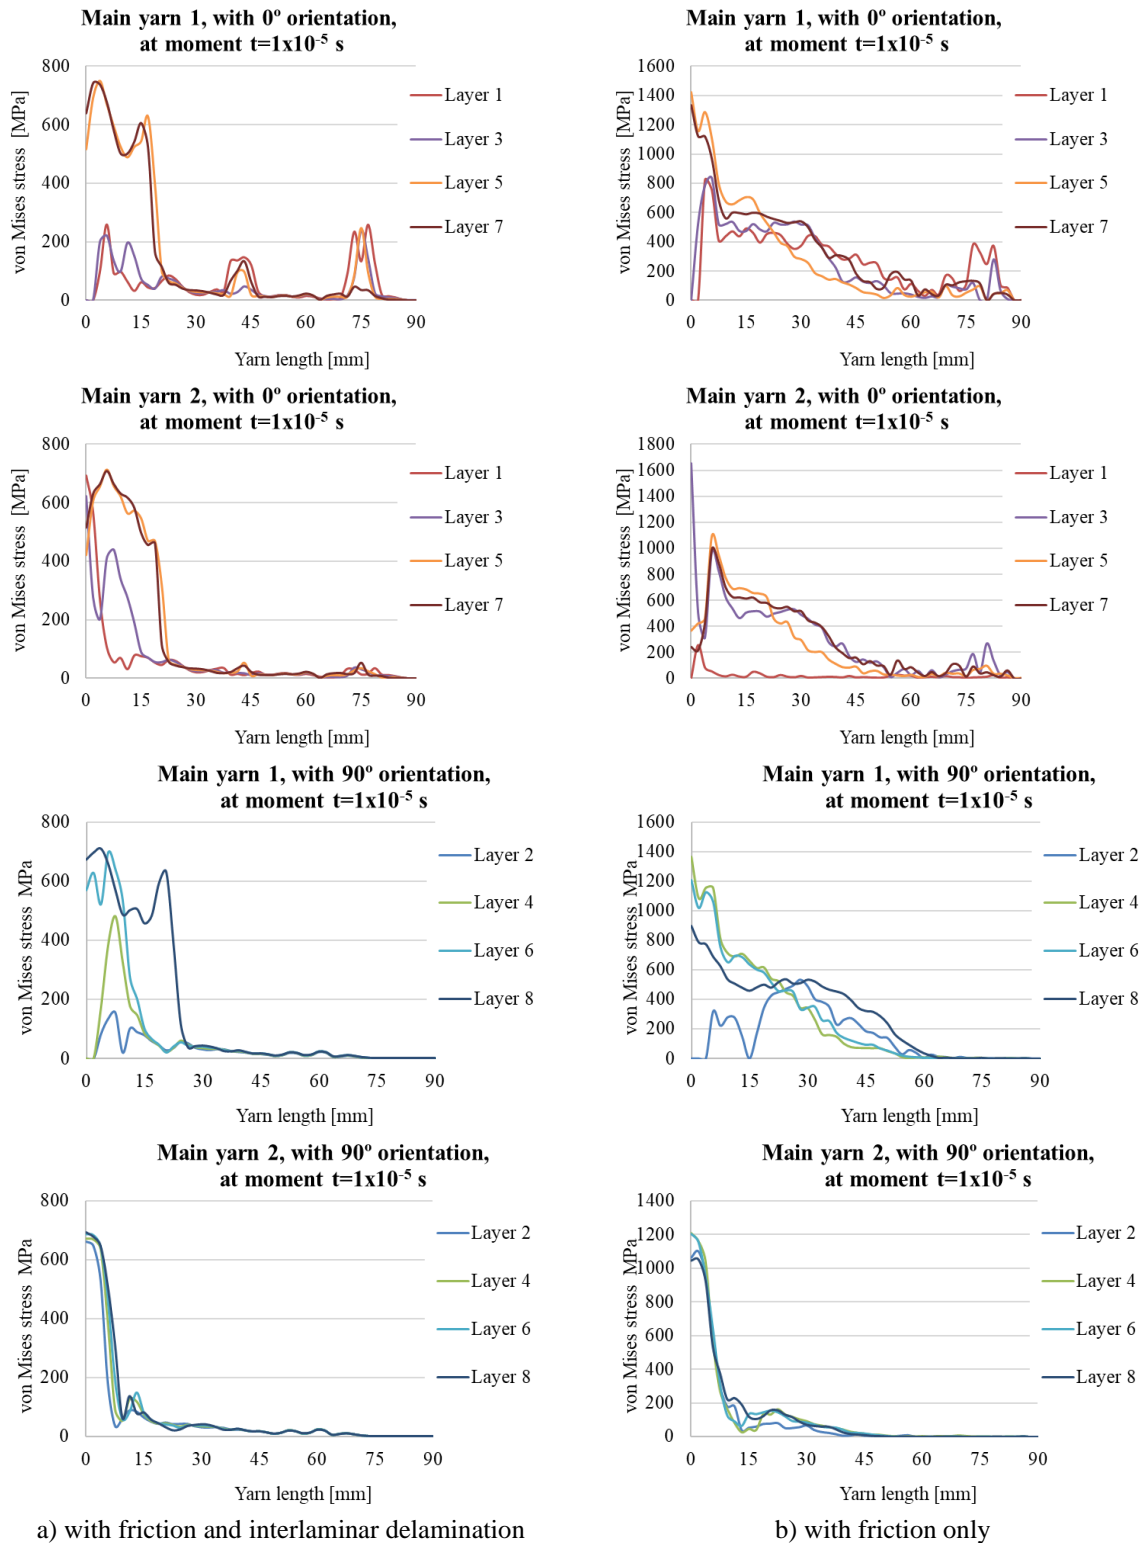 Main yarn 1, with 0º orientation,
at moment t=1x10⁻⁵ s
von Mises stress [MPa]
800
600
400
200
0
0 15 30 45 60 75 90
Yarn length [mm]
Layer 1
Layer 3
Layer 5
Layer 7
Main yarn 1, with 0º orientation,
at moment t=1x10⁻⁵ s
von Mises stress [MPa]
1600
1400
1200
1000
800
600
400
200
0
0 15 30 45 60 75 90
Yarn length [mm]
Layer 1
Layer 3
Layer 5
Layer 7
Main yarn 2, with 0º orientation,
at moment t=1x10⁻⁵ s
von Mises stress [MPa]
800
600
400
200
0
0 15 30 45 60 75 90
Yarn length [mm]
Layer 1
Layer 3
Layer 5
Layer 7
Main yarn 2, with 0º orientation,
at moment t=1x10⁻⁵ s
von Mises stress [MPa]
1800
1600
1400
1200
1000
800
600
400
200
0
0 15 30 45 60 75 90
Yarn length [mm]
Layer 1
Layer 3
Layer 5
Layer 7
Main yarn 1, with 90º orientation,
at moment t=1x10⁻⁵ s
von Mises stress MPa
800
600
400
200
0
0 15 30 45 60 75 90
Yarn length [mm]
Layer 2
Layer 4
Layer 6
Layer 8
Main yarn 1, with 90º orientation,
at moment t=1x10⁻⁵ s
von Mises stress MPa
1600
1400
1200
1000
800
600
400
200
0
0 15 30 45 60 75 90
Yarn length [mm]
Layer 2
Layer 4
Layer 6
Layer 8
Main yarn 2, with 90º orientation,
at moment t=1x10⁻⁵ s
von Mises stress MPa
800
600
400
200
0
0 15 30 45 60 75 90
Yarn length [mm]
Layer 2
Layer 4
Layer 6
Layer 8
Main yarn 2, with 90º orientation,
at moment t=1x10⁻⁵ s
von Mises stress MPa
1400
1200
1000
800
600
400
200
0
0 15 30 45 60 75 90
Yarn length [mm]
Layer 2
Layer 4
Layer 6
Layer 8
a) with friction and interlaminar delamination
b) with friction only